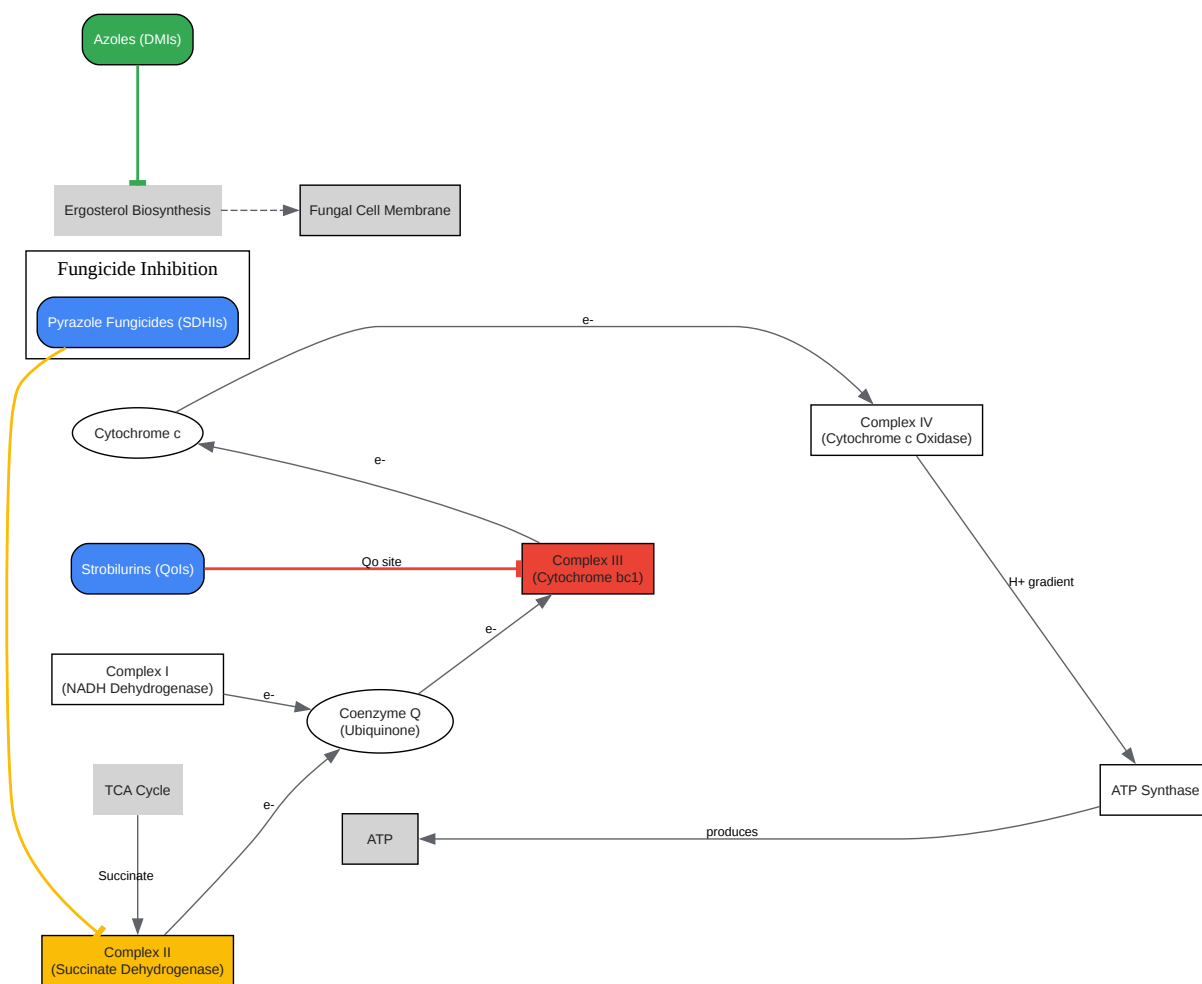 Azoles (DMIs)
Ergosterol Biosynthesis
Fungal Cell Membrane
Fungicide Inhibition
Pyrazole Fungicides (SDHIs)
e-
Cytochrome c
Complex IV
(Cytochrome c Oxidase)
e-
Strobilurins (QoIs)
Qo site
Complex III
(Cytochrome bc1)
H+ gradient
e-
Complex I
(NADH Dehydrogenase)
e-
Coenzyme Q
(Ubiquinone)
TCA Cycle
e-
ATP Synthase
ATP
produces
Succinate
Complex II
(Succinate Dehydrogenase)